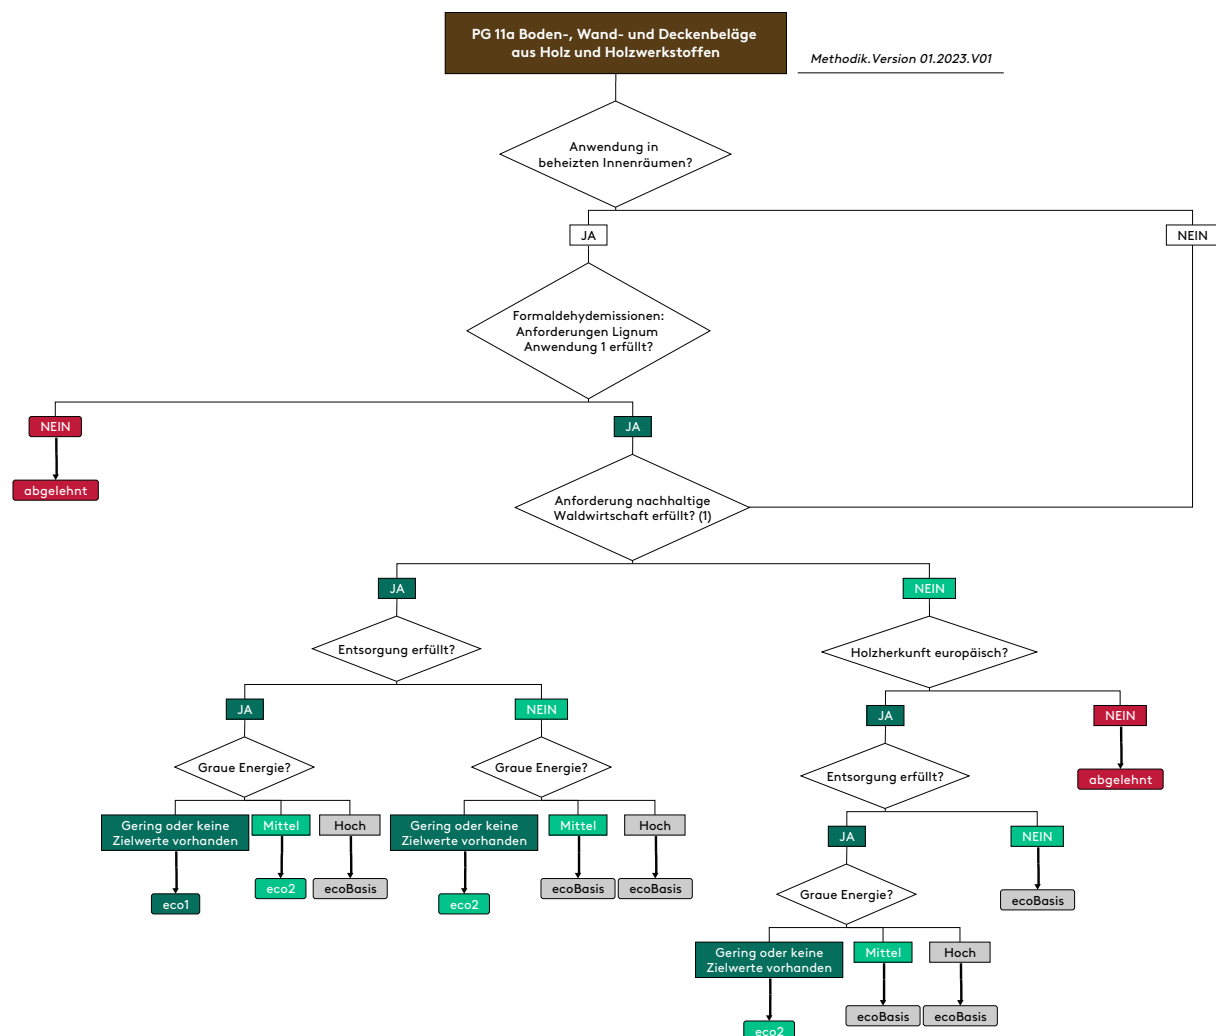 PG 11a Boden-, Wand- und Deckenbeläge
aus Holz und Holzwerkstoffen
Methodik.Version 01.2023.V01
Anwendung in
beheizten Innenräumen?
JA
NEIN
Formaldehydemissionen:
Anforderungen Lignum
Anwendung 1 erfüllt?
NEIN
JA
abgelehnt
Anforderung nachhaltige
Waldwirtschaft erfüllt? (1)
JA
NEIN
Entsorgung erfüllt?
Holzherkunft europäisch?
JA
NEIN
JA
NEIN
Graue Energie?
Graue Energie?
Entsorgung erfüllt?
abgelehnt
Gering oder keine
Zielwerte vorhanden
Mittel
Hoch
Gering oder keine
Zielwerte vorhanden
Mittel
Hoch
JA
NEIN
eco1
eco2
ecoBasis
eco2
ecoBasis
ecoBasis
Graue Energie?
ecoBasis
Gering oder keine
Zielwerte vorhanden
Mittel
Hoch
eco2
ecoBasis
ecoBasis